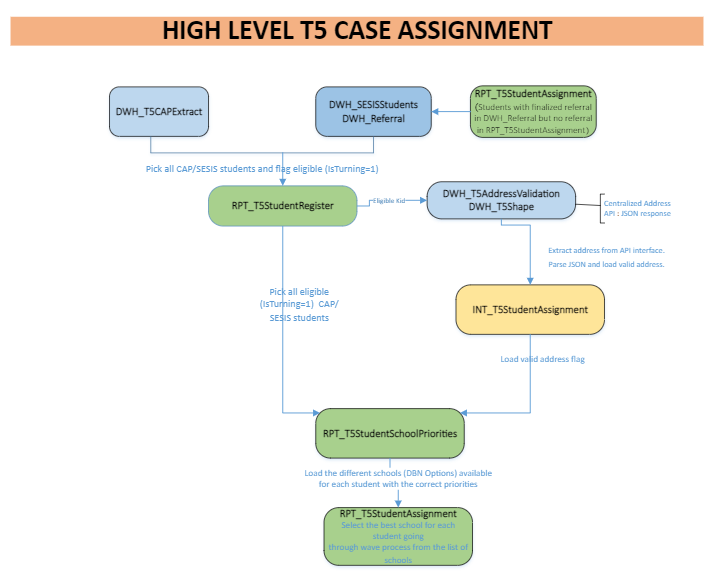 HIGH LEVEL T5 CASE ASSIGNMENT
DWH_T5CAPExtract
DWH_SESISStudents
DWH_Referral
RPT_T5StudentAssignment
(Students with finalized referral
in DWH_Referral but no referral
in RPT_T5StudentAssignment)
Pick all CAP/SESIS students and flag eligible (IsTurning=1)
RPT_T5StudentRegister
Eligible Kid
DWH_T5AddressValidation
DWH_T5Shape
Centralized Address
API : JSON response
Extract address from API interface.
Parse JSON and load valid address.
Pick all eligible
(IsTurning=1) CAP/
SESIS students
INT_T5StudentAssignment
Load valid address flag
RPT_T5StudentSchoolPriorities
Load the different schools (DBN Options) available
for each student with the correct priorities
RPT_T5StudentAssignment
Select the best school for each
student going
through wave process from the list of
schools